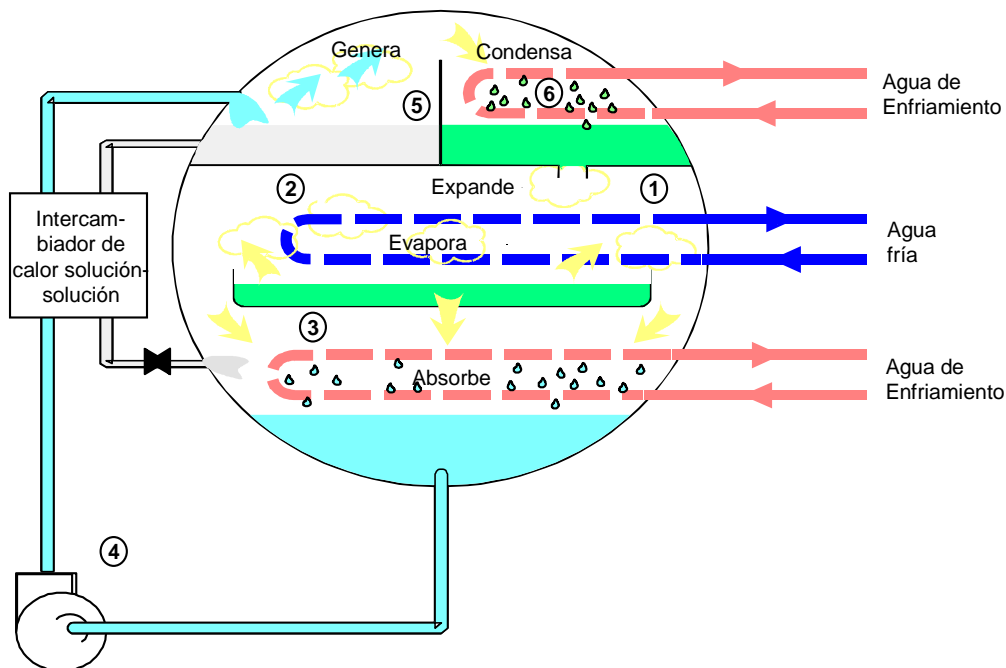 Genera
Condensa
⑤
⑥
Agua de
Enfriamiento
②
Expande
①
Intercam-
biador de
calor solución-
solución
Evapora
Agua
fría
③
Absorbe
Agua de
Enfriamiento
④